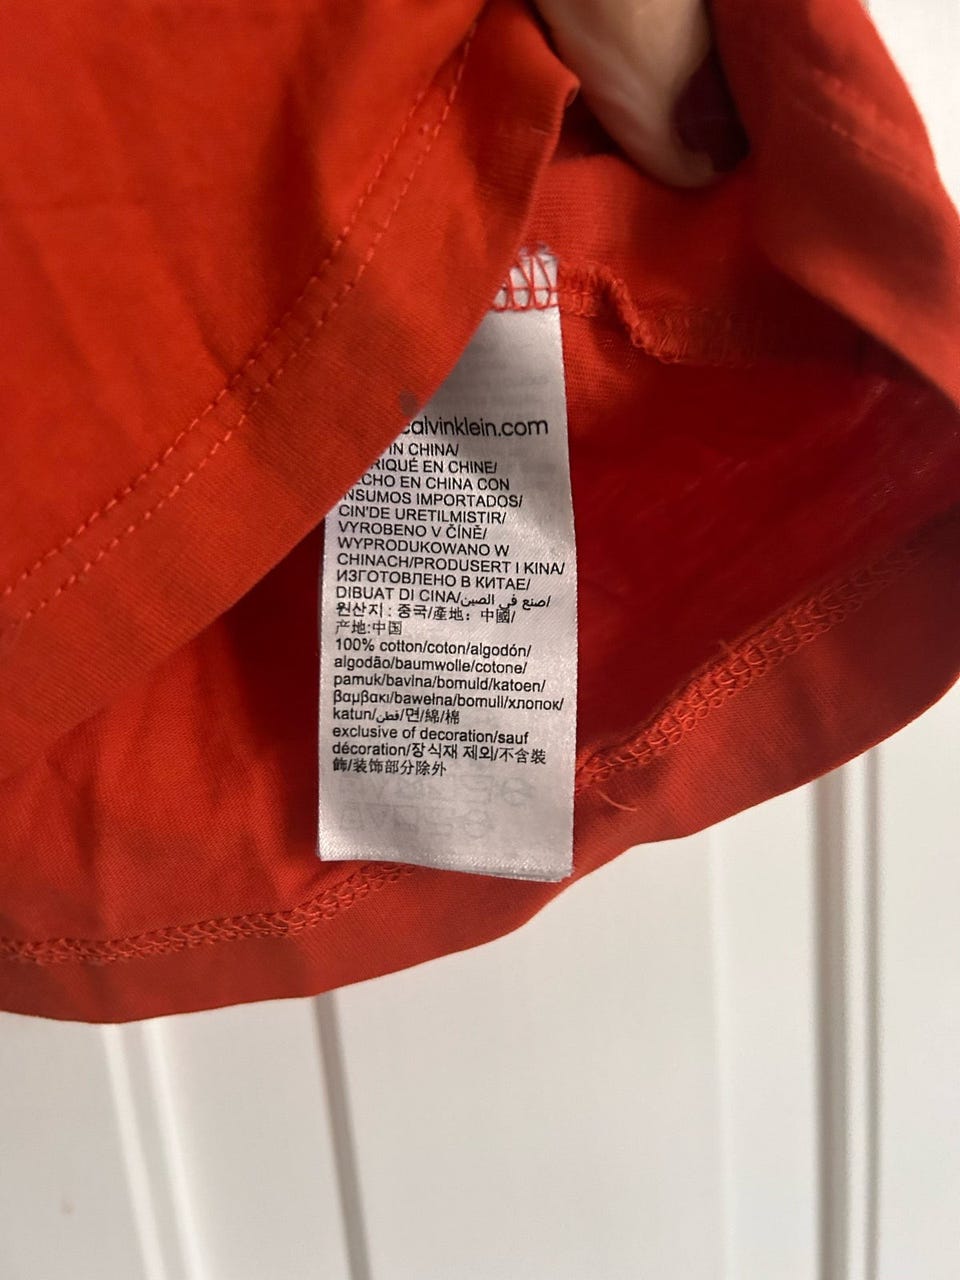 calvinklein.com
IN CHINA/
RIQUÉ EN CHINE/
ECHO EN CHINA CON
INSUMOS IMPORTADOS/
CIN'DE URETILMISTIR/
VYROBENO V ČÍNĚ/
WYPRODUKOWANO W
CHINACH/PRODUSERT I KINA/
ИЗГОТОВЛЕНО В КИТАЕ/
DIBUAT DI CINA/صنع في الصين/
원산지 : 중국/產地：中國/
产地:中国
100% cotton/coton/algodón/
algodão/baumwolle/cotone/
pamuk/bavlna/bomuld/katoen/
βαμβακι/bawełna/bomull/хлопок/
katun/قطن/면/綿/棉
exclusive of decoration/sauf
décoration/장식재 제외/不含裝
飾/装饰部分除外